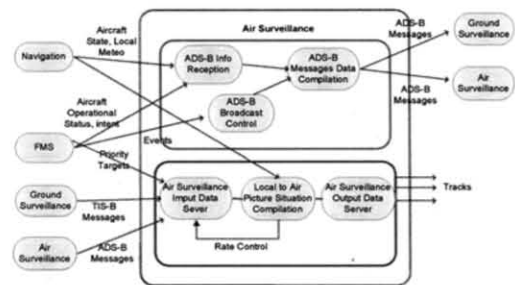 Aircraft
State, Local
Meteo
Air Surveillance
ADS-B
Messages
Ground
Surveillance
Navigation
ADS-B Info
Reception
ADS-B
Messages Data
Compilation
Air
Surveillance
ADS-B
Messages
Aircraft
Operational
Status, intent
ADS-B
Broadcast
Control
FMS
Events
Priority
Targets
Ground
Surveillance
TIS-B
Messages
Air Surveillance
Imput Data
Sever
Local to Air
Picture Situation
Compilation
Air Surveillance
Output Data
Server
Tracks
Air
Surveillance
ADS-B
Messages
Rate Control